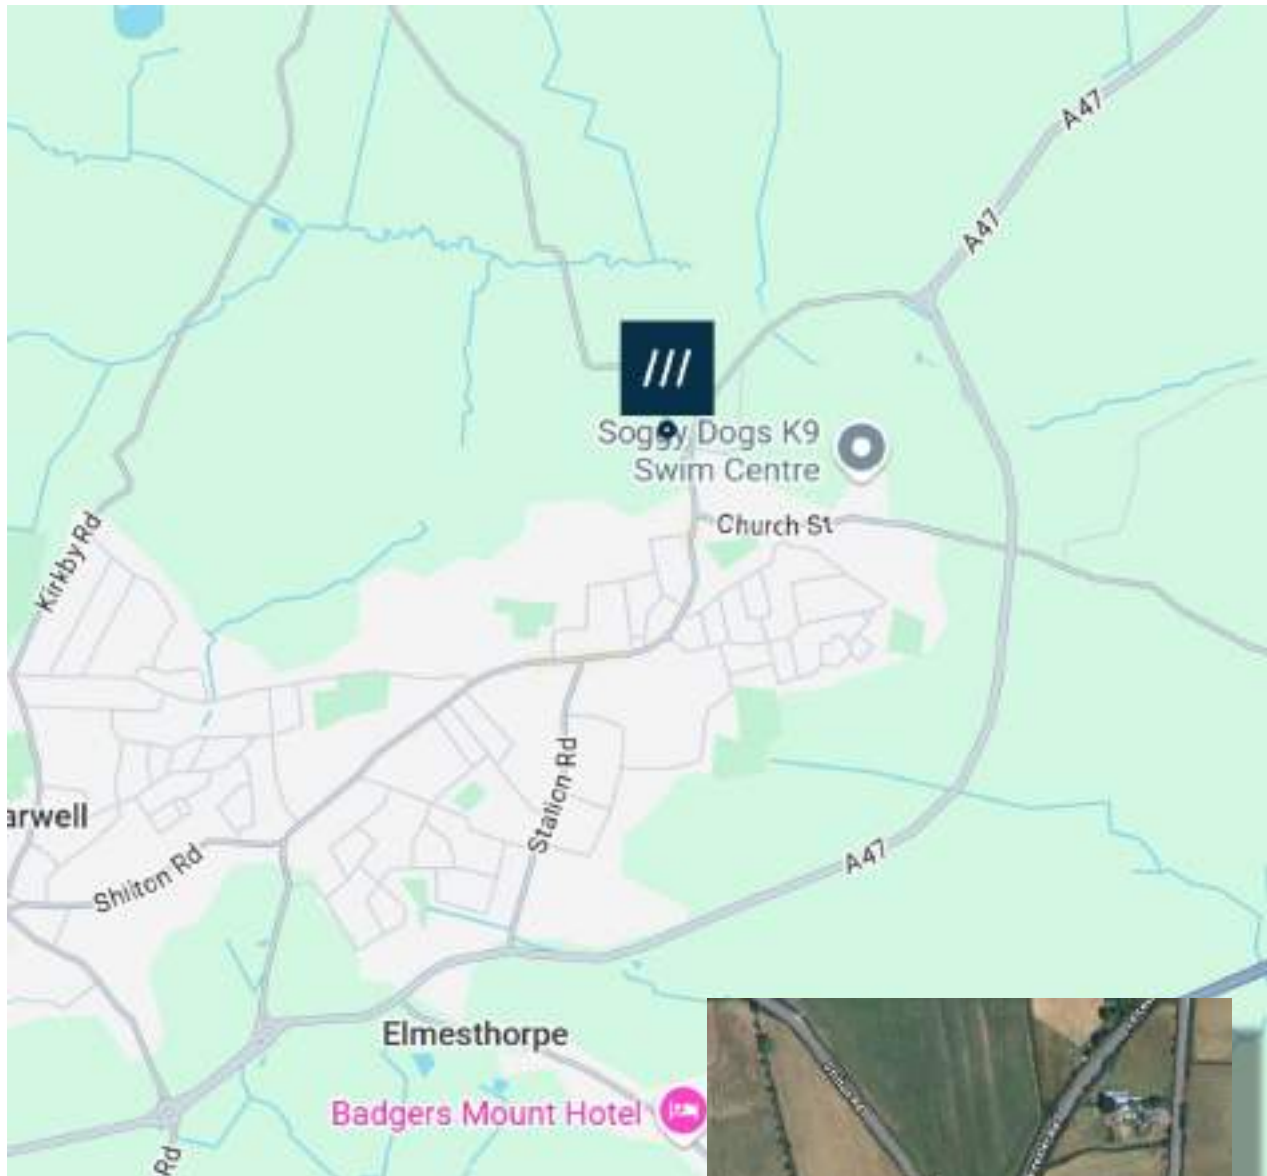 A47
A47
Soggy Dogs K9
Swim Centre
Church St
Kirkby Rd
Station Rd
arwell
Shilton Rd
A47
Elmesthorpe
Badgers Mount Hotel
Rd